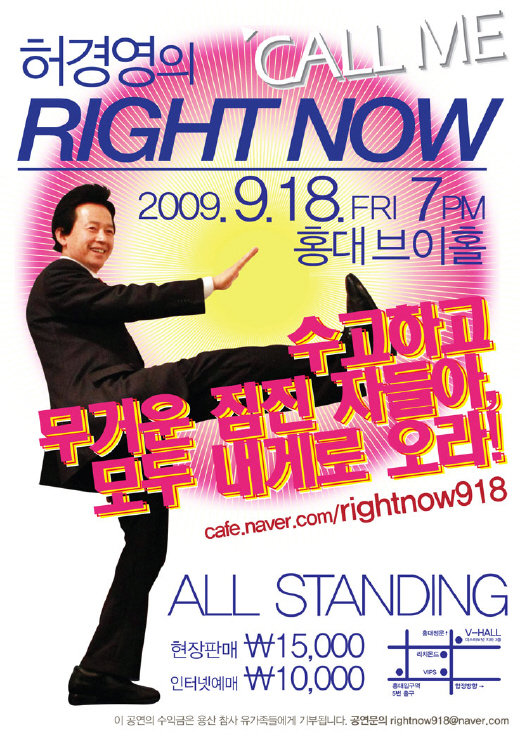 허경영의
'CALL ME
RIGHT NOW
2009. 9.18. FRI 7PM
홍대 브이홀
수고하고
무거운 짐진 자들아,
모두 내게로 오라!
cafe.naver.com/rightnow918
ALL STANDING
현장판매 ₩15,000
인터넷예매 ₩10,000
홍대정문↑
V-HALL
리치몬드
VIPS
홍대입구역
5번 출구
합정방향 →
이 공연의 수익금은 용산 참사 유가족들에게 기부됩니다. 공연문의 rightnow918@naver.com